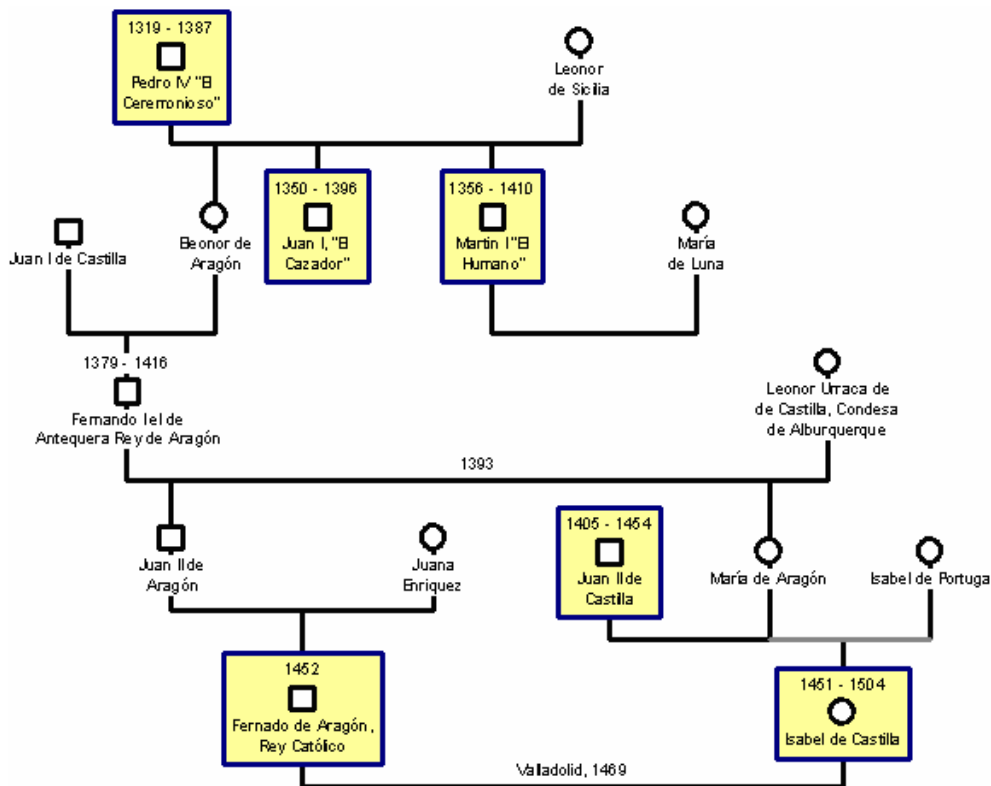 1319 - 1387
Pedro IV "El
Ceremonioso"
Leonor
de Sicilia
1350 - 1396
Juan I, "El
Cazador"
1356 - 1410
Martin I "El
Humano"
Juan I de Castilla
Eleonor de
Aragón
María
de Luna
1379 - 1416
Fernando I el de
Antequera Rey de Aragón
Leonor Urraca de
de Castilla, Condesa
de Alburquerque
1393
Juan II de
Aragón
Juana
Enriquez
1405 - 1454
Juan II de
Castilla
María de Aragón
Isabel de Portuga
1452
Fernado de Aragón,
Rey Católico
1451 - 1504
Isabel de Castilla
Valladolid, 1469